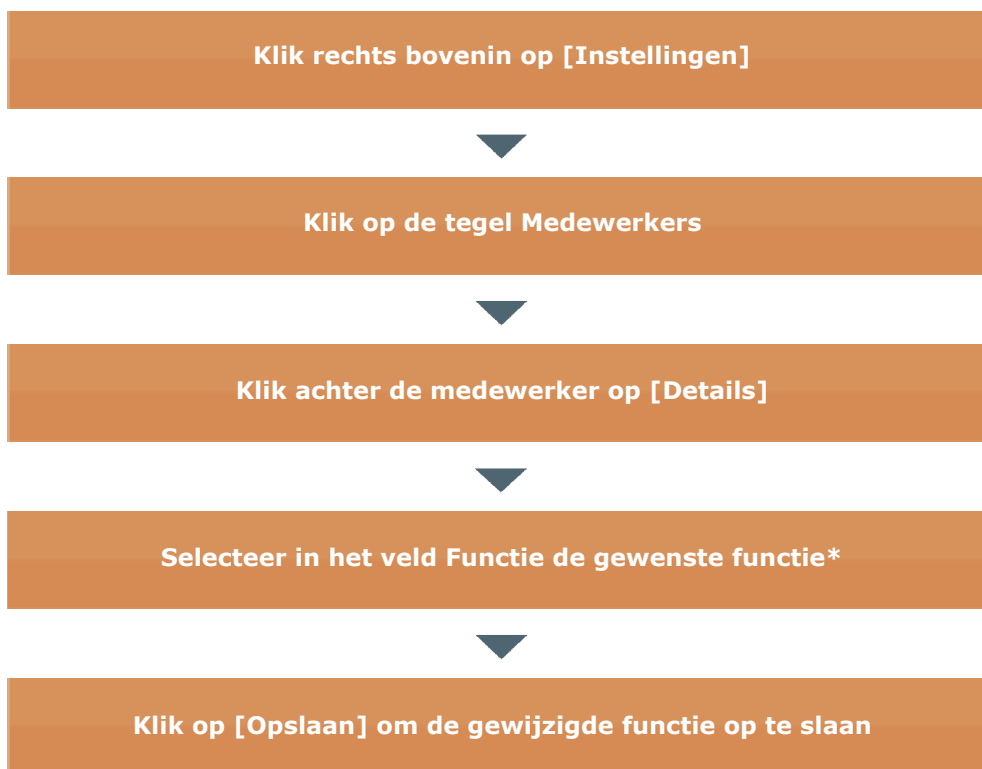 Klik rechts bovenin op [Instellingen]
Klik op de tegel Medewerkers
Klik achter de medewerker op [Details]
Selecteer in het veld Functie de gewenste functie*
Klik op [Opslaan] om de gewijzigde functie op te slaan